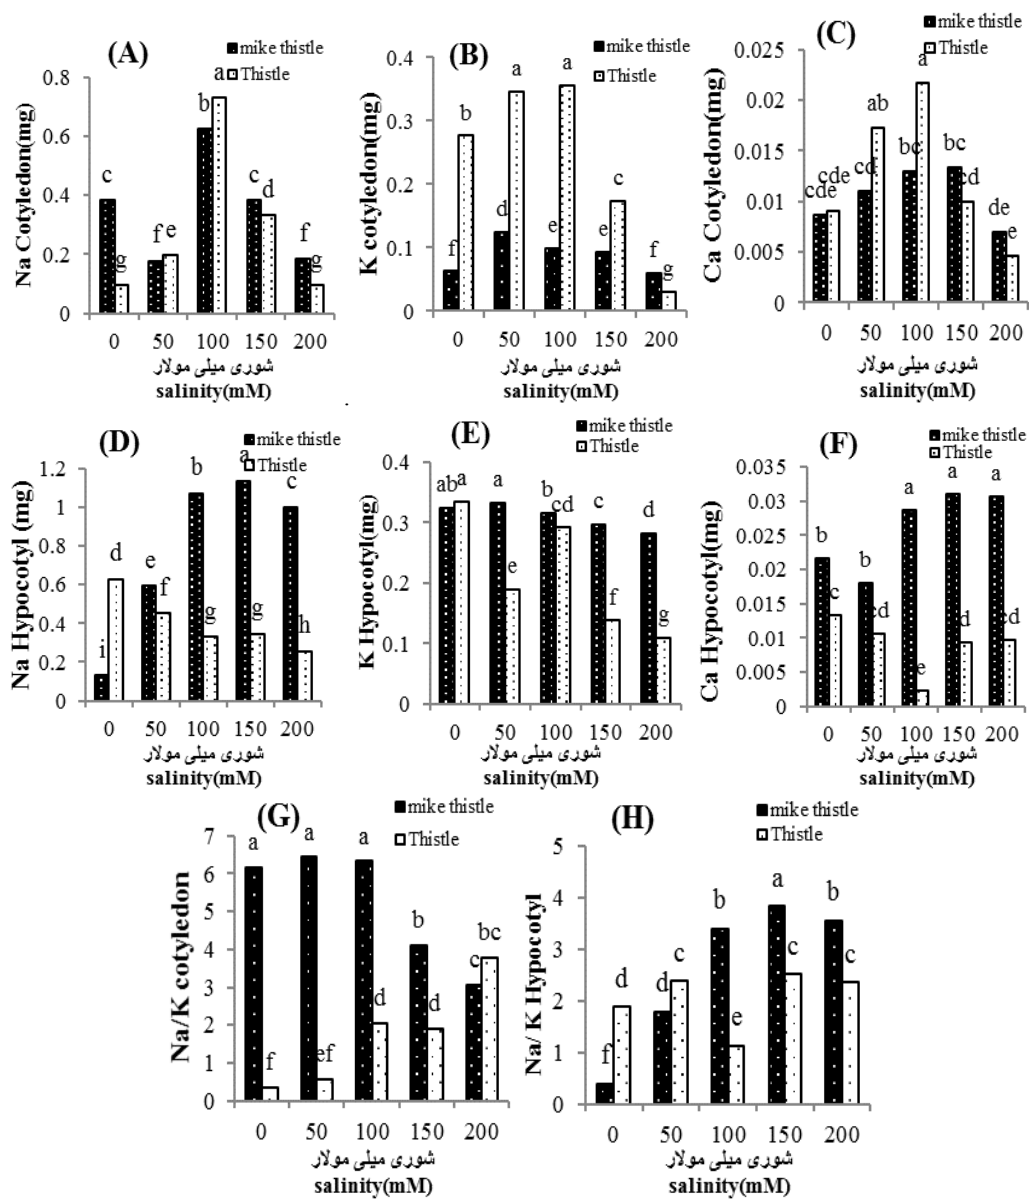 (A)
mike thistle
Thistle
Na Cotyledon(mg)
0.8
0.6
0.4
0.2
0
c g f e b a c d f g
0 50 100 150 200
شوری میلی مولار
salinity(mM)
(B)
mike thistle
Thistle
K cotyledon(mg)
0.4
0.3
0.2
0.1
0
f b d a e a e c f g
0 50 100 150 200
شوری میلی مولار
salinity(mM)
(C)
mike thistle
Thistle
Ca Cotyledon(mg)
0.025
0.02
0.015
0.01
0.005
0
cde cde cd ab bc a bc cd de e
0 50 100 150 200
شوری میلی مولار
salinity(mM)
(D)
mike thistle
Thistle
Na Hypocotyl (mg)
1.2
1
0.8
0.6
0.4
0.2
0
i d e f b g a g c h
0 50 100 150 200
شوری میلی مولار
salinity(mM)
(E)
mike thistle
Thistle
K Hypocotyl(mg)
0.4
0.3
0.2
0.1
0
ab a a e b cd c f d g
0 50 100 150 200
شوری میلی مولار
salinity(mM)
(F)
mike thistle
Thistle
Ca Hypocotyl(mg)
0.035
0.03
0.025
0.02
0.015
0.01
0.005
0
b c b cd a e a d a cd
0 50 100 150 200
شوری میلی مولار
salinity(mM)
(G)
mike thistle
Thistle
Na/K cotyledon
7
6
5
4
3
2
1
0
a f a ef a d b d c bc
0 50 100 150 200
شوری میلی مولار
salinity(mM)
(H)
mike thistle
Thistle
Na/ K Hypocotyl
5
4
3
2
1
0
f d d c b e a c b c
0 50 100 150 200
شوری میلی مولار
salinity(mM)